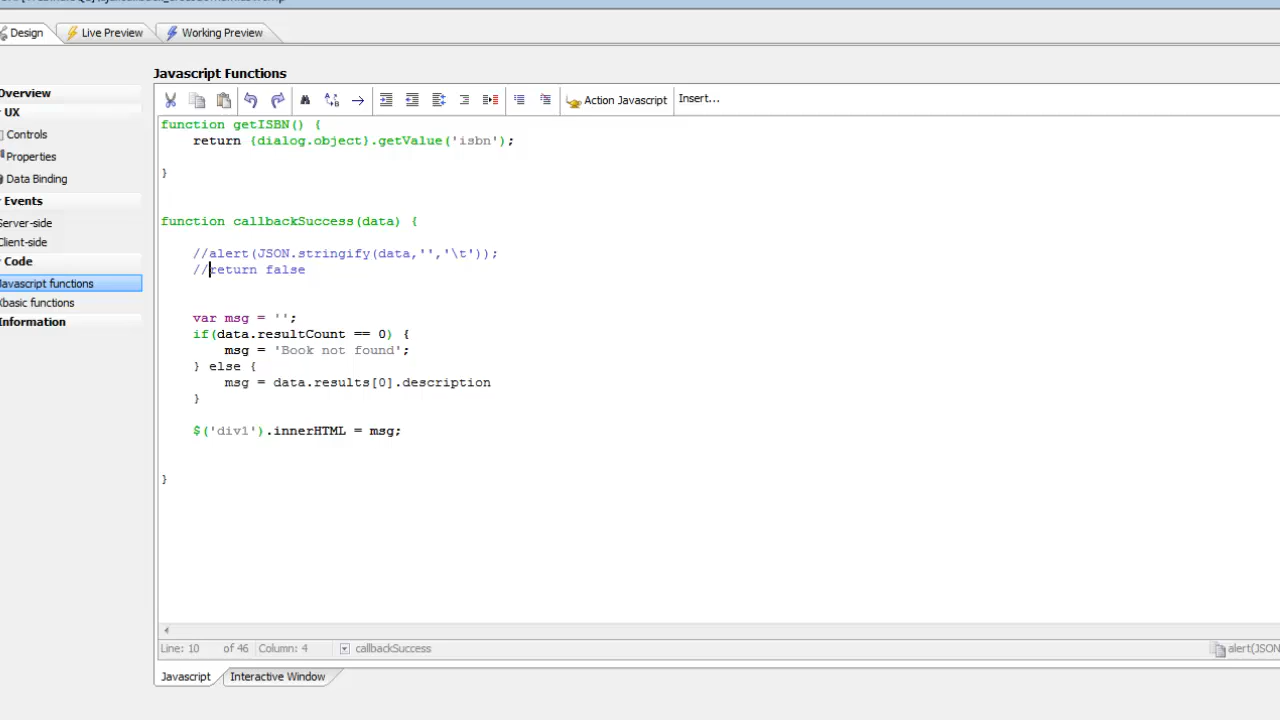 Design
Live Preview
Working Preview
Overview
UX
Controls
Properties
Data Binding
Events
Server-side
Client-side
Code
Javascript functions
Xbasic functions
Information
Javascript Functions
Action Javascript
Insert...
function getISBN() {
return {dialog.object}.getValue('isbn');
}
function callbackSuccess(data) {
//alert(JSON.stringify(data,'','\t'));
//return false
var msg = '';
if(data.resultCount == 0) {
msg = 'Book not found';
} else {
msg = data.results[0].description
}
$('div1').innerHTML = msg;
}
Line: 10 of 46 Column: 4 callbackSuccess
alert(JSON
Javascript
Interactive Window